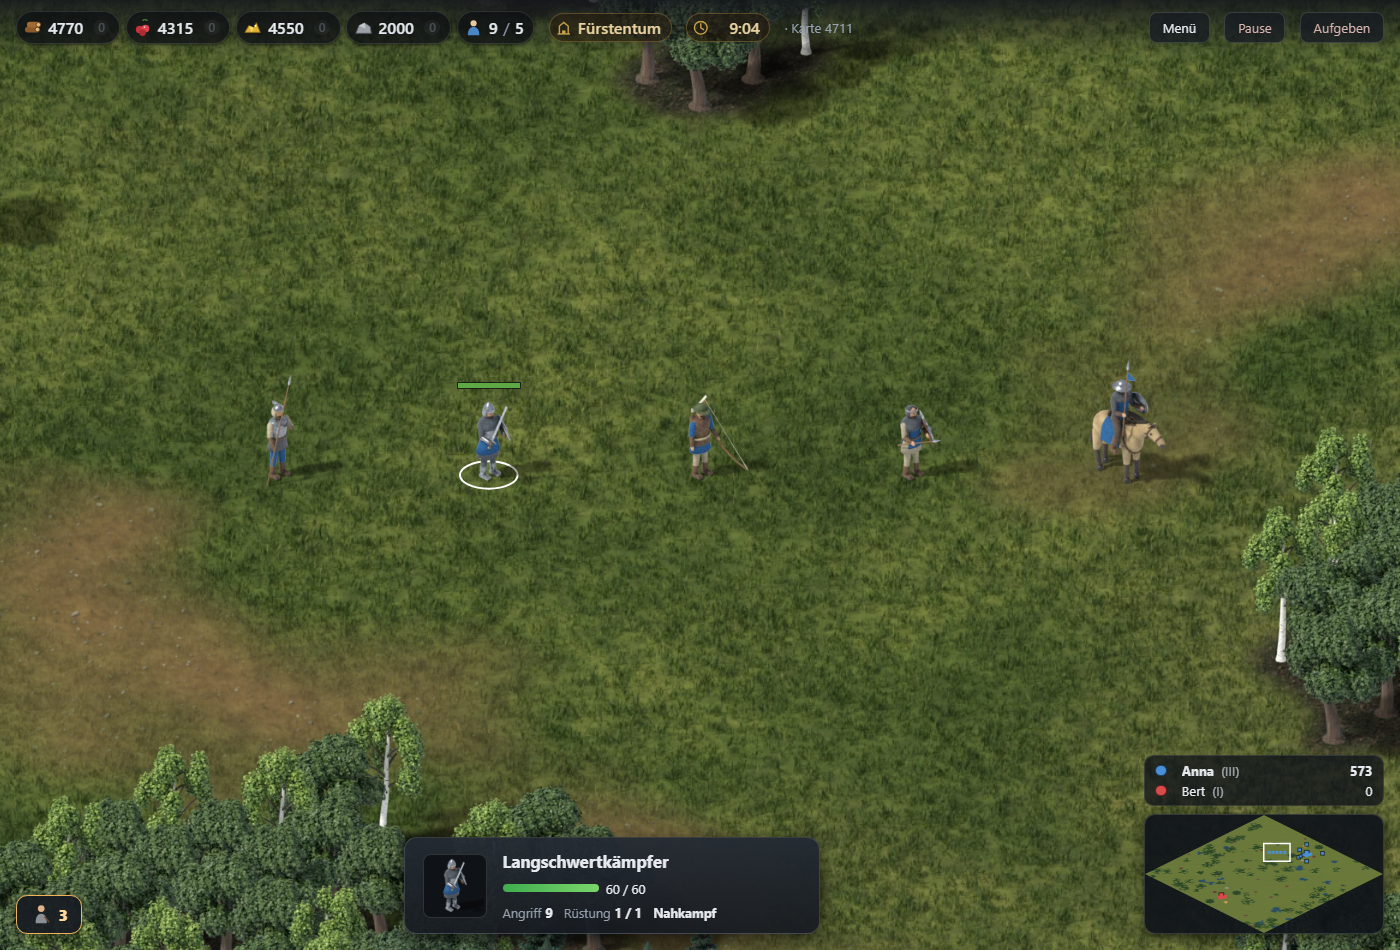 4770 0 4315 0 4550 0 2000 0 9 / 5 Fürstentum 9:04 · Karte 4711 Menü Pause Aufgeben
Anna (III) 573
Bert (I) 0
Langschwertkämpfer
60 / 60
Angriff 9 Rüstung 1 / 1 Nahkampf
3